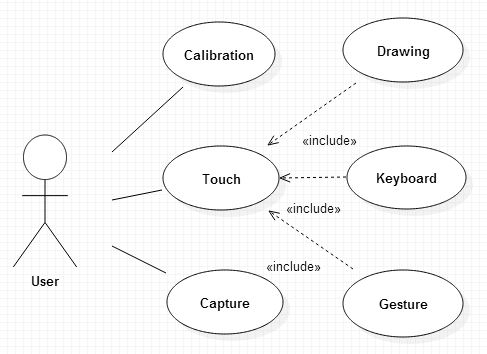 Calibration
Drawing
«include»
Touch
Keyboard
«include»
«include»
User
Capture
Gesture